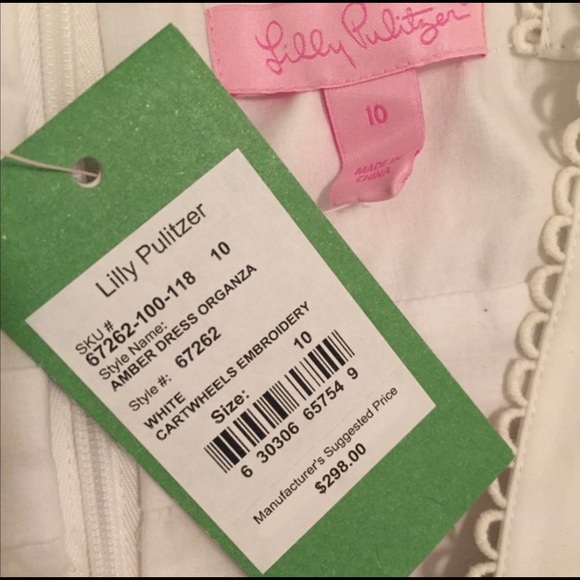 Lilly Pulitzer
10
MADE IN
CHINA
Lilly Pulitzer
SKU #
67262-100-118 10
Style Name:
AMBER DRESS ORGANZA
Style #: 67262
WHITE
CARTWHEELS EMBROIDERY
Size: 10
6 30306 65754 9
Manufacturer's Suggested Price
$298.00